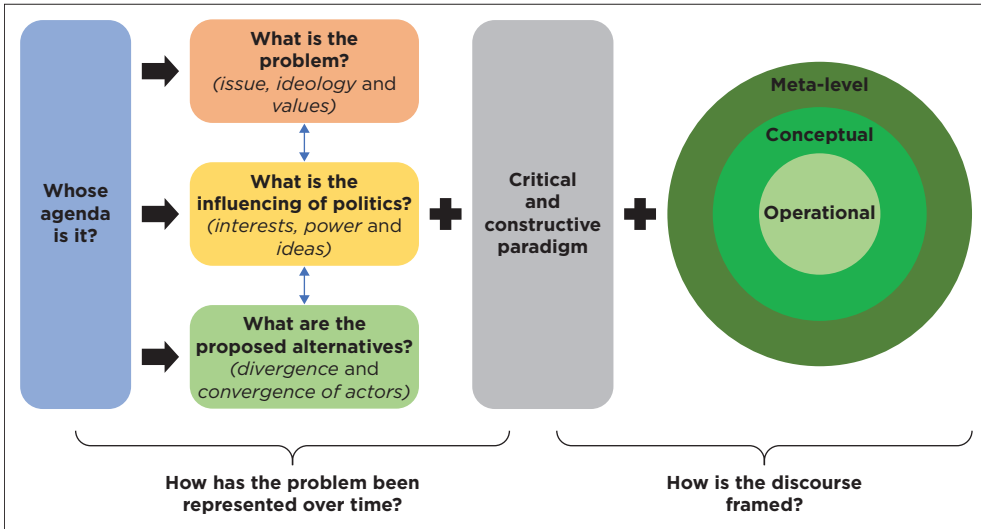 Whose
agenda
is it?
What is the
problem?
(issue, ideology and
values)
What is the
influencing of politics?
(interests, power and
ideas)
What are the
proposed alternatives?
(divergence and
convergence of actors)
Critical
and
constructive
paradigm
Meta-level
Conceptual
Operational
How has the problem been
represented over time?
How is the discourse
framed?